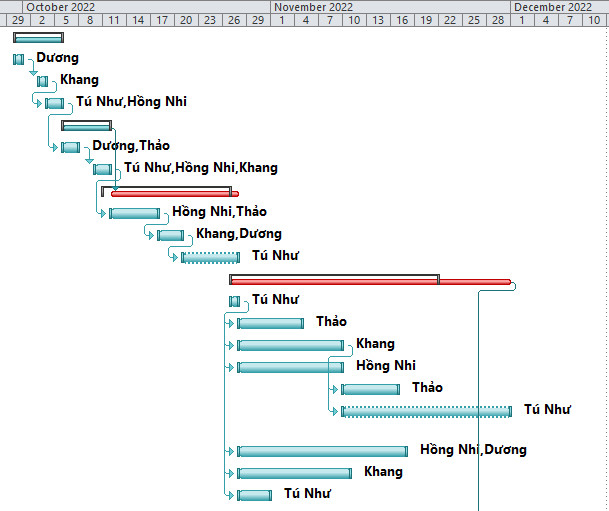 October 2022 November 2022 December 2022
29 2 5 8 11 14 17 20 23 26 29 1 4 7 10 13 16 19 22 25 28 1 4 7 10
Dương
Khang
Tú Như,Hồng Nhi
Dương,Thảo
Tú Như,Hồng Nhi,Khang
Hồng Nhi,Thảo
Khang,Dương
Tú Như
Tú Như
Thảo
Khang
Hồng Nhi
Thảo
Tú Như
Hồng Nhi,Dương
Khang
Tú Như